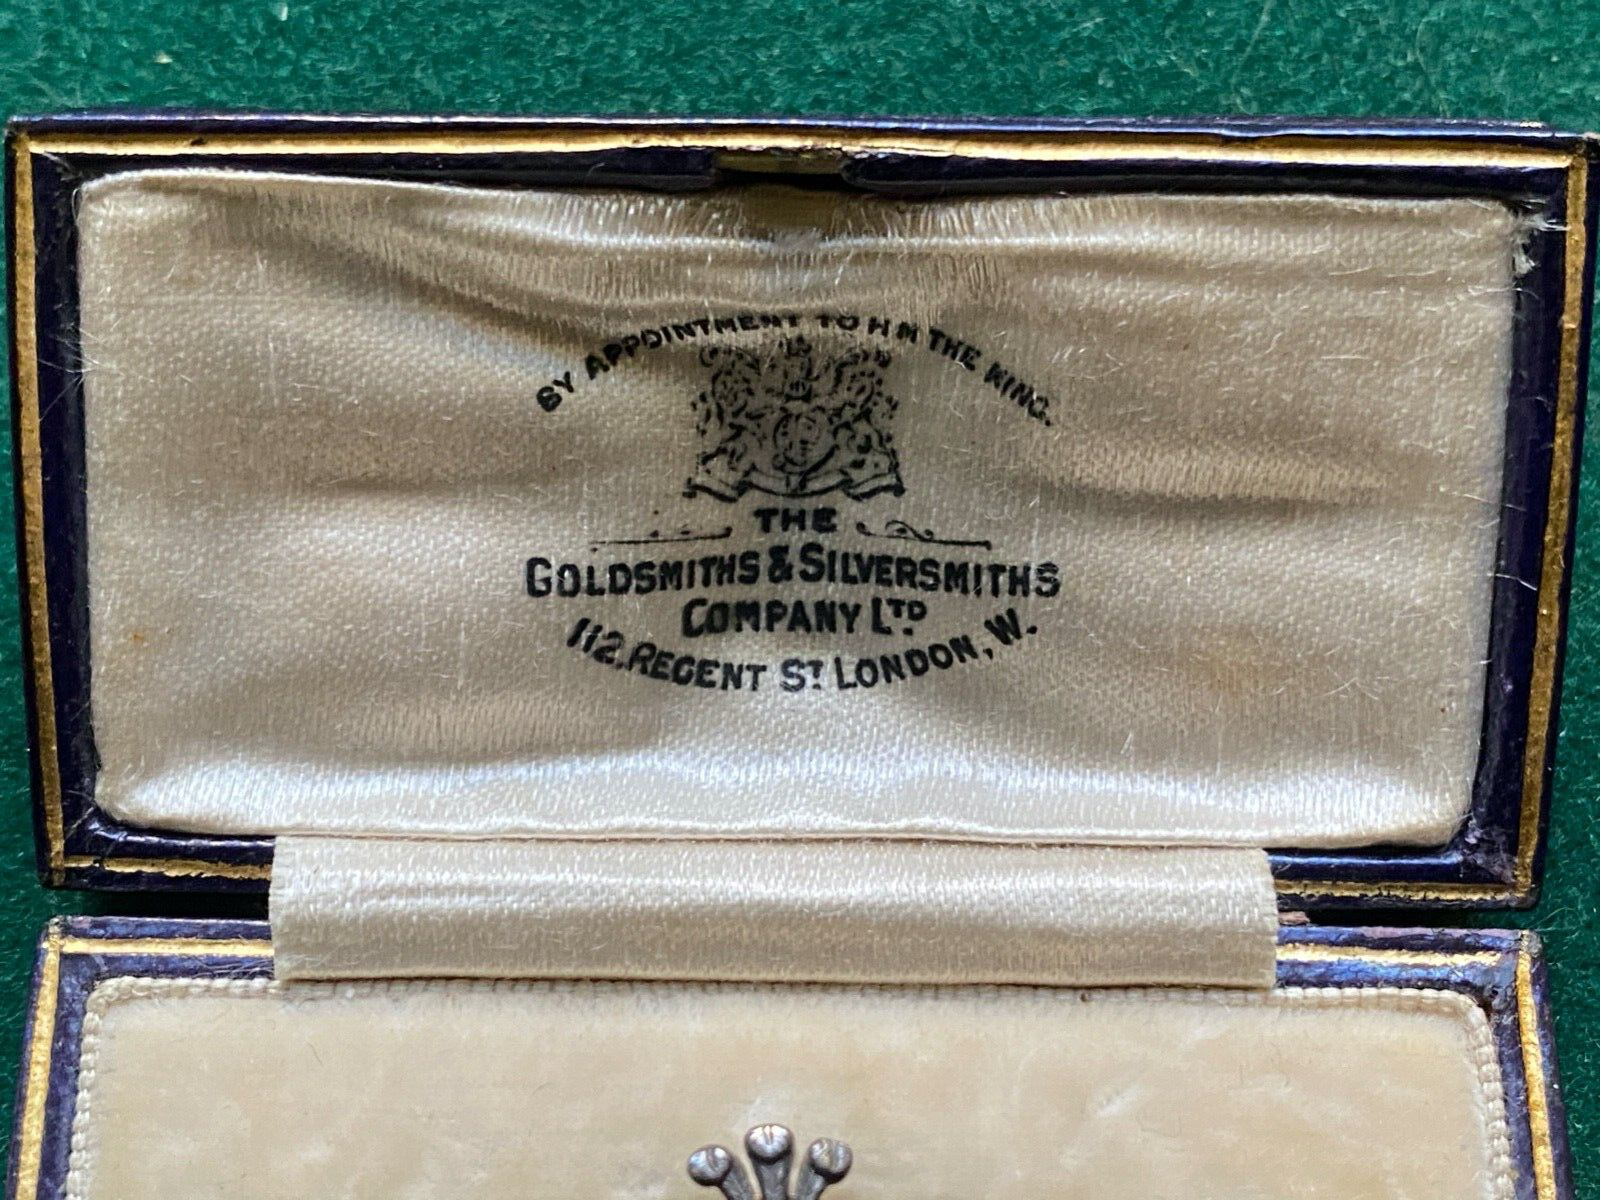 BY APPOINTMENT TO H M THE KING.
THE
GOLDSMITHS & SILVERSMITHS
COMPANY LTD.
112, REGENT ST. LONDON, W.